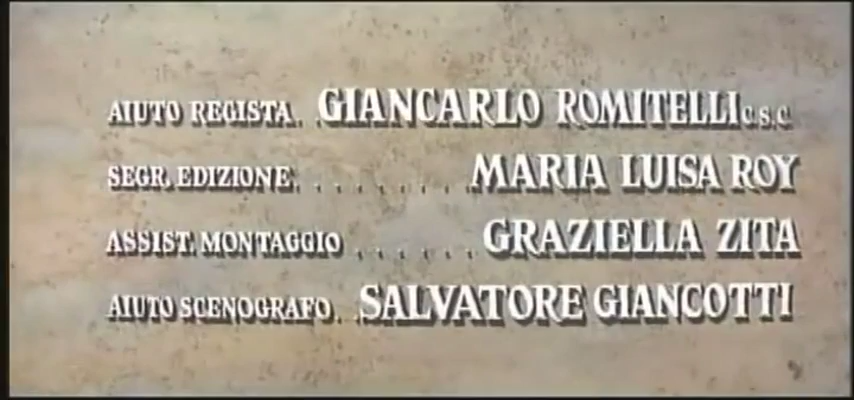 AIUTO REGISTA. . GIANCARLO ROMITELLI C.S.C.
SEGR. EDIZIONE. . . . . . . . . MARIA LUISA ROY
ASSIST. MONTAGGIO . . . . . . GRAZIELLA ZITA
AIUTO SCENOGRAFO. . SALVATORE GIANCOTTI